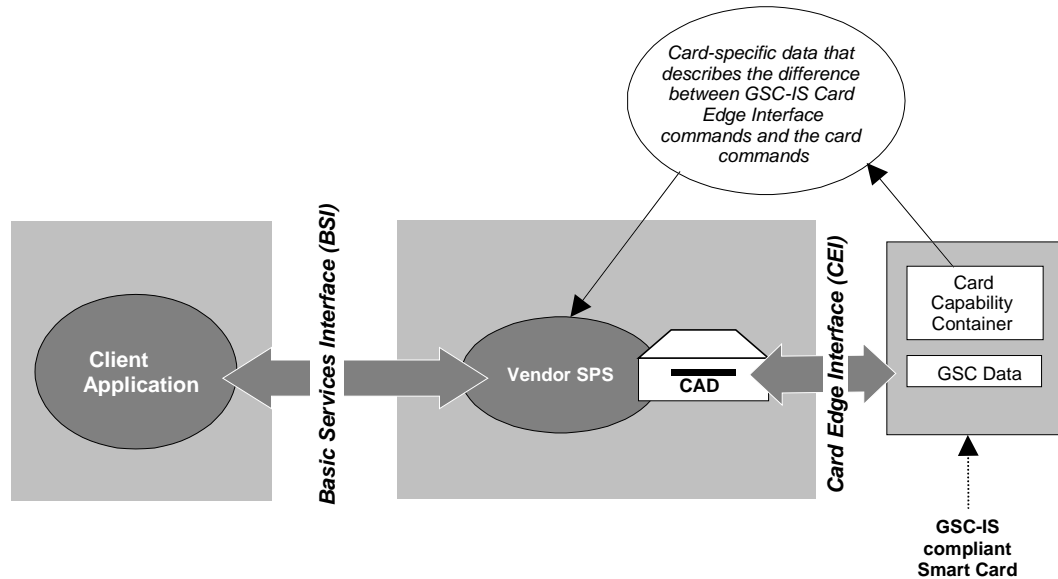 Card-specific data that
describes the difference
between GSC-IS Card
Edge Interface
commands and the card
commands
Client
Application
Basic Services Interface (BSI)
Vendor SPS
CAD
Card Edge Interface (CEI)
Card
Capability
Container
GSC Data
GSC-IS
compliant
Smart Card